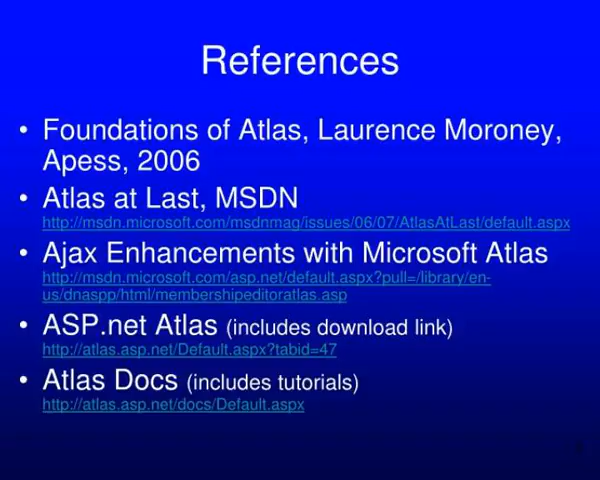 References
• Foundations of Atlas, Laurence Moroney,
Apess, 2006
• Atlas at Last, MSDN
http://msdn.microsoft.com/msdnmag/issues/06/07/AtlasAtLast/default.aspx
• Ajax Enhancements with Microsoft Atlas
http://msdn.microsoft.com/asp.net/default.aspx?pull=/library/en-
us/dnaspp/html/membershipeditoratlas.asp
• ASP.net Atlas (includes download link)
http://atlas.asp.net/Default.aspx?tabid=47
• Atlas Docs (includes tutorials)
http://atlas.asp.net/docs/Default.aspx